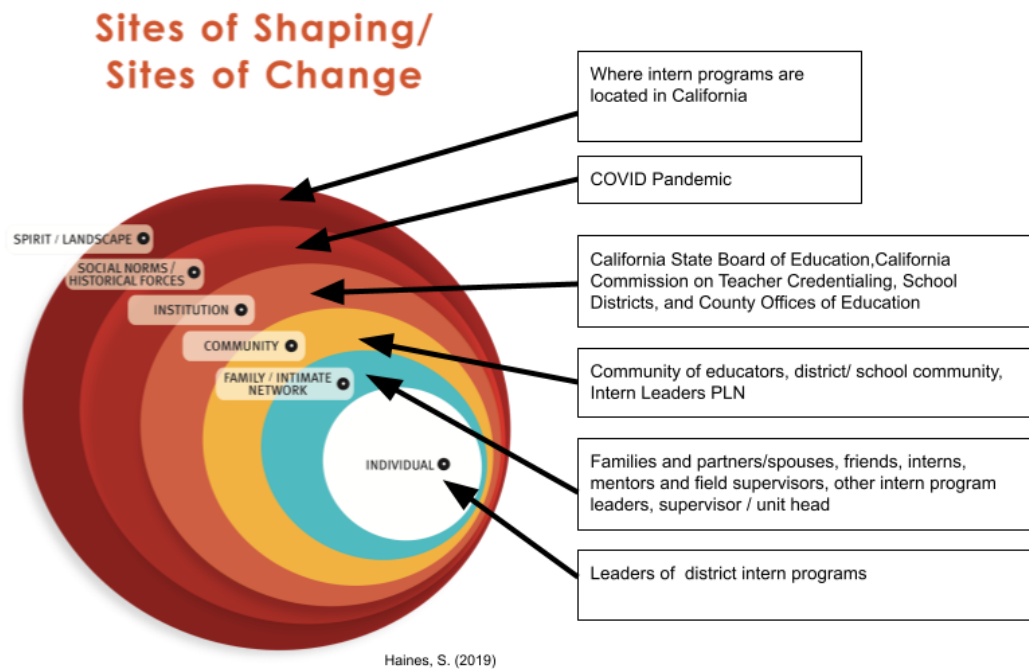 Sites of Shaping/
Sites of Change
Where intern programs are
located in California
COVID Pandemic
SPIRIT / LANDSCAPE
SOCIAL NORMS /
HISTORICAL FORCES
California State Board of Education,California
Commission on Teacher Credentialing, School
Districts, and County Offices of Education
INSTITUTION
COMMUNITY
Community of educators, district/ school community,
Intern Leaders PLN
FAMILY / INTIMATE
NETWORK
Families and partners/spouses, friends, interns,
mentors and field supervisors, other intern program
leaders, supervisor / unit head
INDIVIDUAL
Leaders of  district intern programs
Haines, S. (2019)